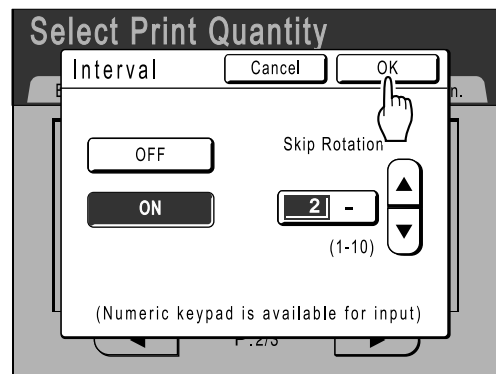 Select Print Quantity
Interval
Cancel
OK
n.
OFF
Skip Rotation
ON
2 -
(1-10)
(Numeric keypad is available for input)
P.2/3